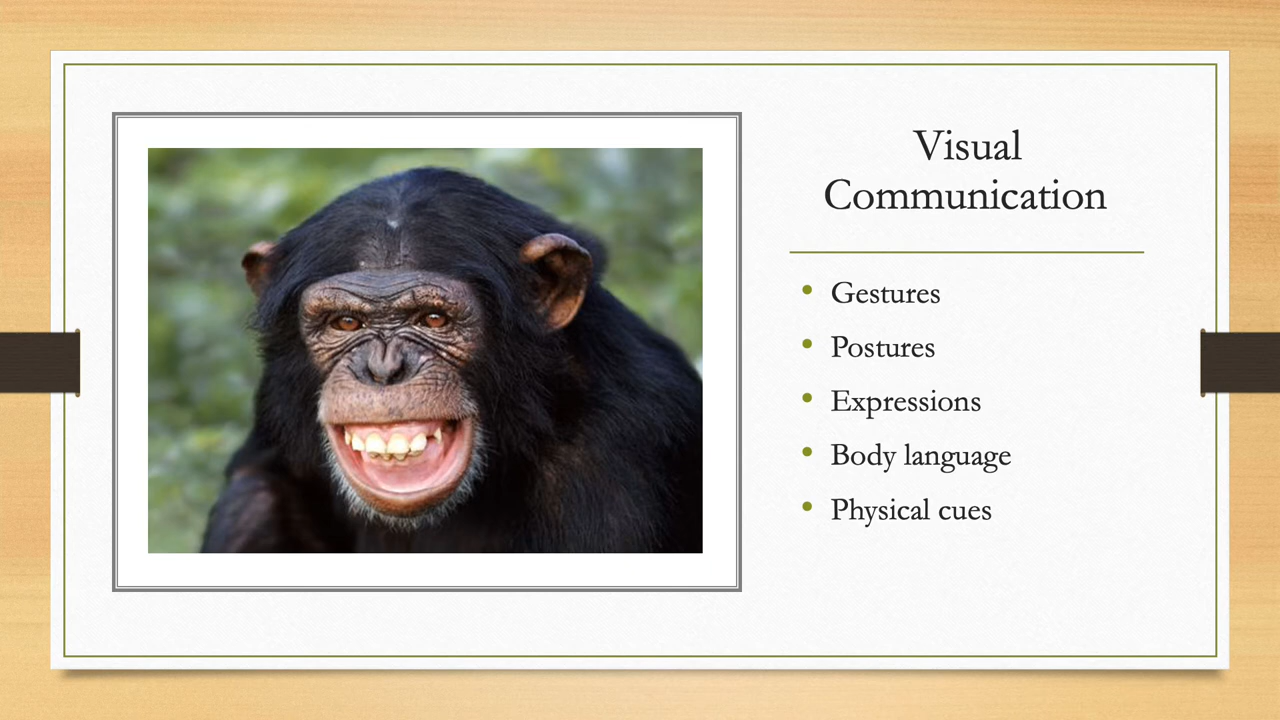 Visual
Communication
• Gestures
• Postures
• Expressions
• Body language
• Physical cues